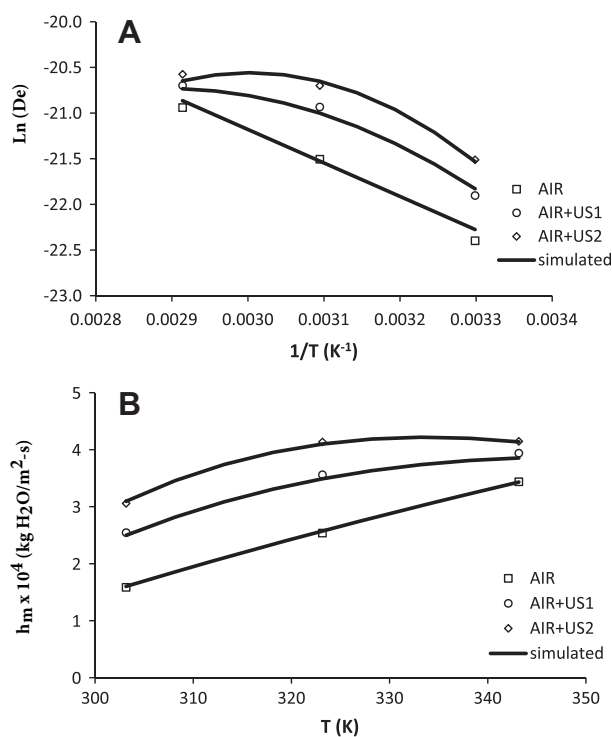 A
-20.0
-20.5
-21.0
-21.5
-22.0
-22.5
-23.0
Ln (De)
AIR
AIR+US1
AIR+US2
simulated
0.0028 0.0029 0.0030 0.0031 0.0032 0.0033 0.0034
1/T (K⁻¹)
B
5
4
3
2
1
0
hₘ x 10⁴ (kg H₂O/m²-s)
AIR
AIR+US1
AIR+US2
simulated
300 310 320 330 340 350
T (K)